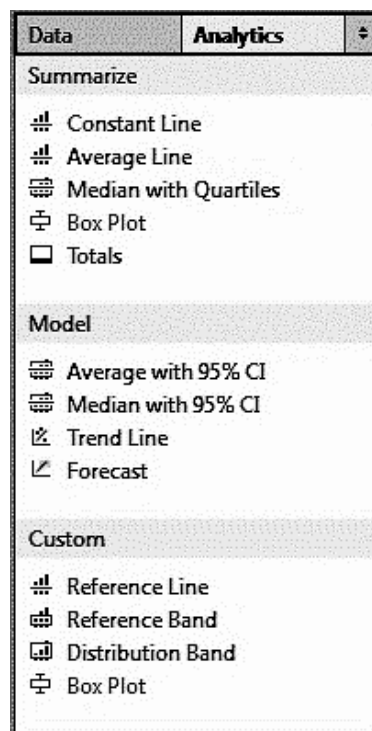 Data Analytics
Summarize
Constant Line
Average Line
Median with Quartiles
Box Plot
Totals
Model
Average with 95% CI
Median with 95% CI
Trend Line
Forecast
Custom
Reference Line
Reference Band
Distribution Band
Box Plot